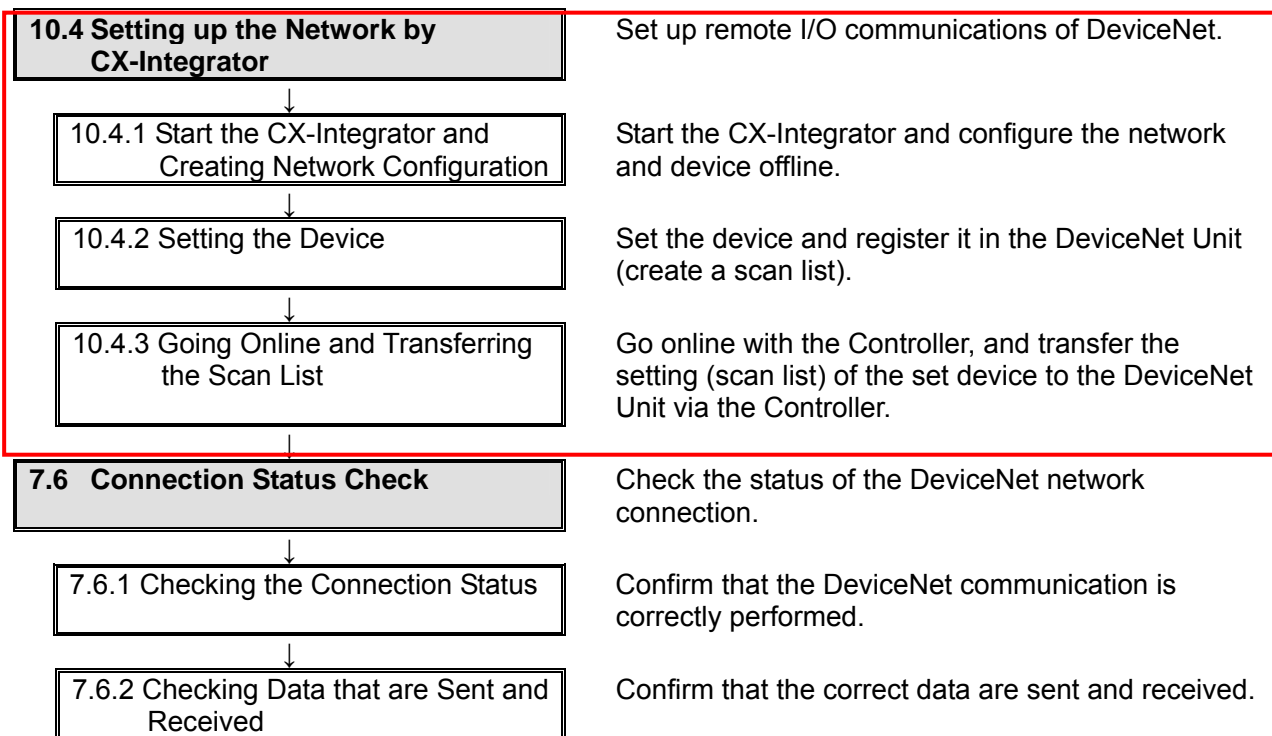 10.4 Setting up the Network by
CX-Integrator
Set up remote I/O communications of DeviceNet.
↓
10.4.1 Start the CX-Integrator and
Creating Network Configuration
Start the CX-Integrator and configure the network
and device offline.
↓
10.4.2 Setting the Device
Set the device and register it in the DeviceNet Unit
(create a scan list).
↓
10.4.3 Going Online and Transferring
the Scan List
Go online with the Controller, and transfer the
setting (scan list) of the set device to the DeviceNet
Unit via the Controller.
↓
7.6 Connection Status Check
Check the status of the DeviceNet network
connection.
↓
7.6.1 Checking the Connection Status
Confirm that the DeviceNet communication is
correctly performed.
↓
7.6.2 Checking Data that are Sent and
Received
Confirm that the correct data are sent and received.